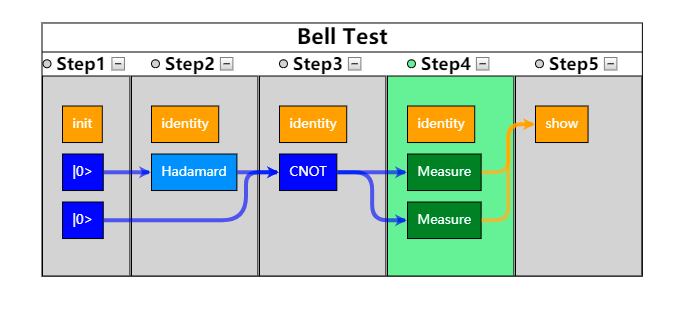 Bell Test
Step1 Step2 Step3 Step4 Step5
init identity identity identity show
|0> Hadamard CNOT Measure
|0> Measure